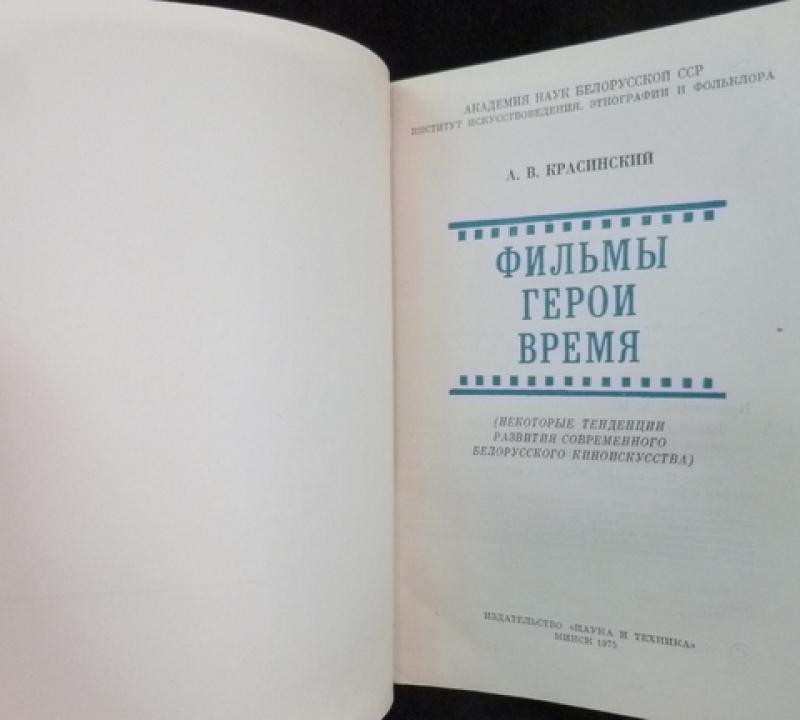 АКАДЕМИЯ НАУК БЕЛОРУССКОЙ ССР
ИНСТИТУТ ИСКУССТВОВЕДЕНИЯ, ЭТНОГРАФИИ И ФОЛЬКЛОРА
А. В. КРАСИНСКИЙ
ФИЛЬМЫ
ГЕРОИ
ВРЕМЯ
(НЕКОТОРЫЕ ТЕНДЕНЦИИ
РАЗВИТИЯ СОВРЕМЕННОГО
БЕЛОРУССКОГО КИНОИСКУССТВА)
ИЗДАТЕЛЬСТВО «НАУКА И ТЕХНИКА»
МИНСК 1975